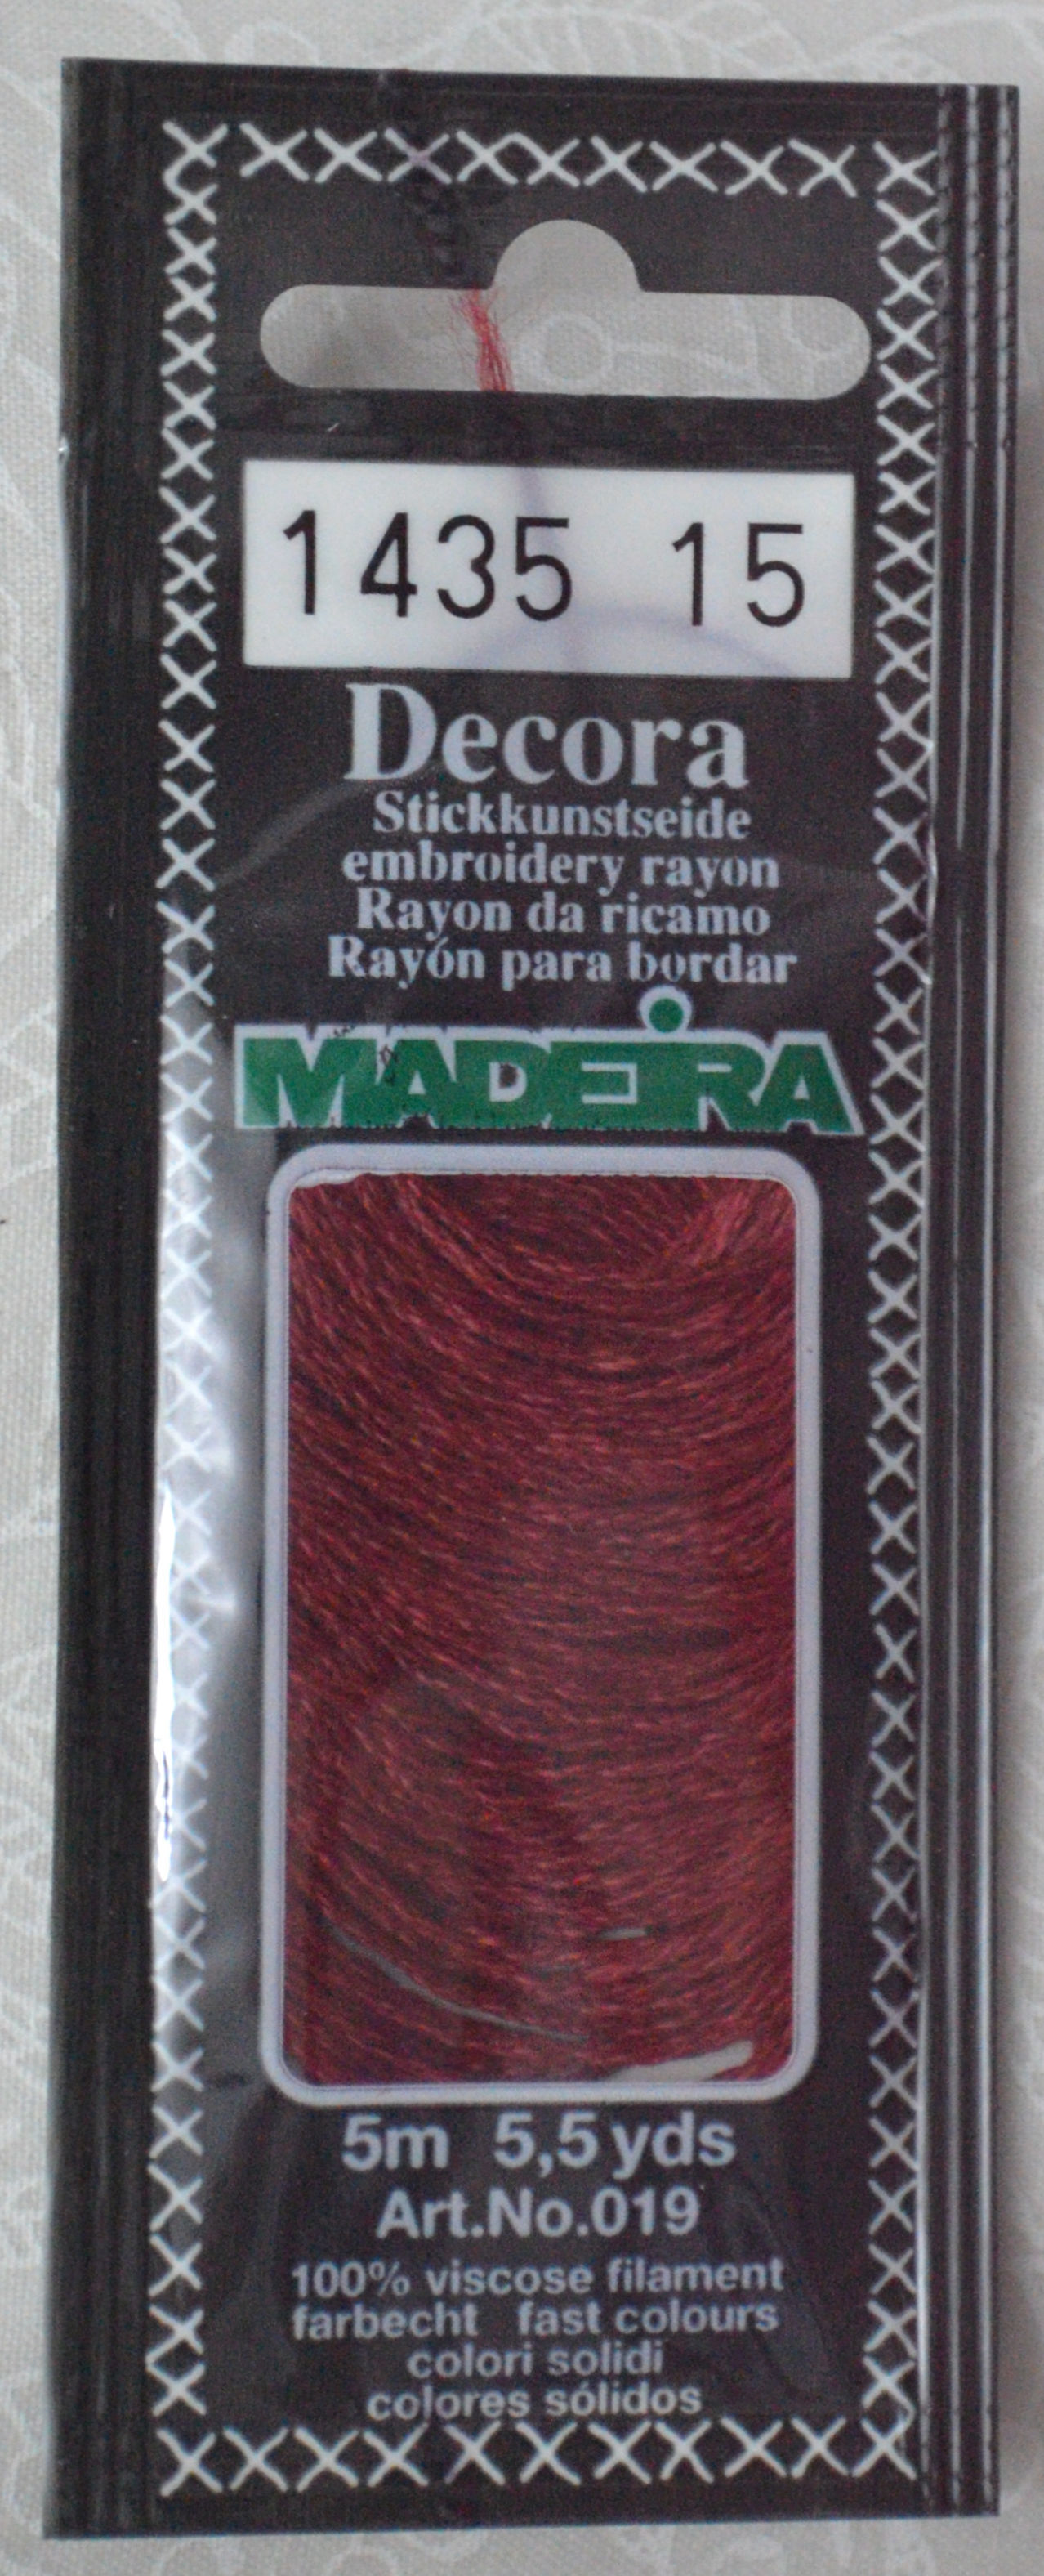 1435 15
Decora
Stickkunstseide
embroidery rayon
Rayon da ricamo
Rayón para bordar
MADEIRA
5m 5,5 yds
Art.No.019
100% viscose filament
farbecht fast colours
colori solidi
colores sólidos